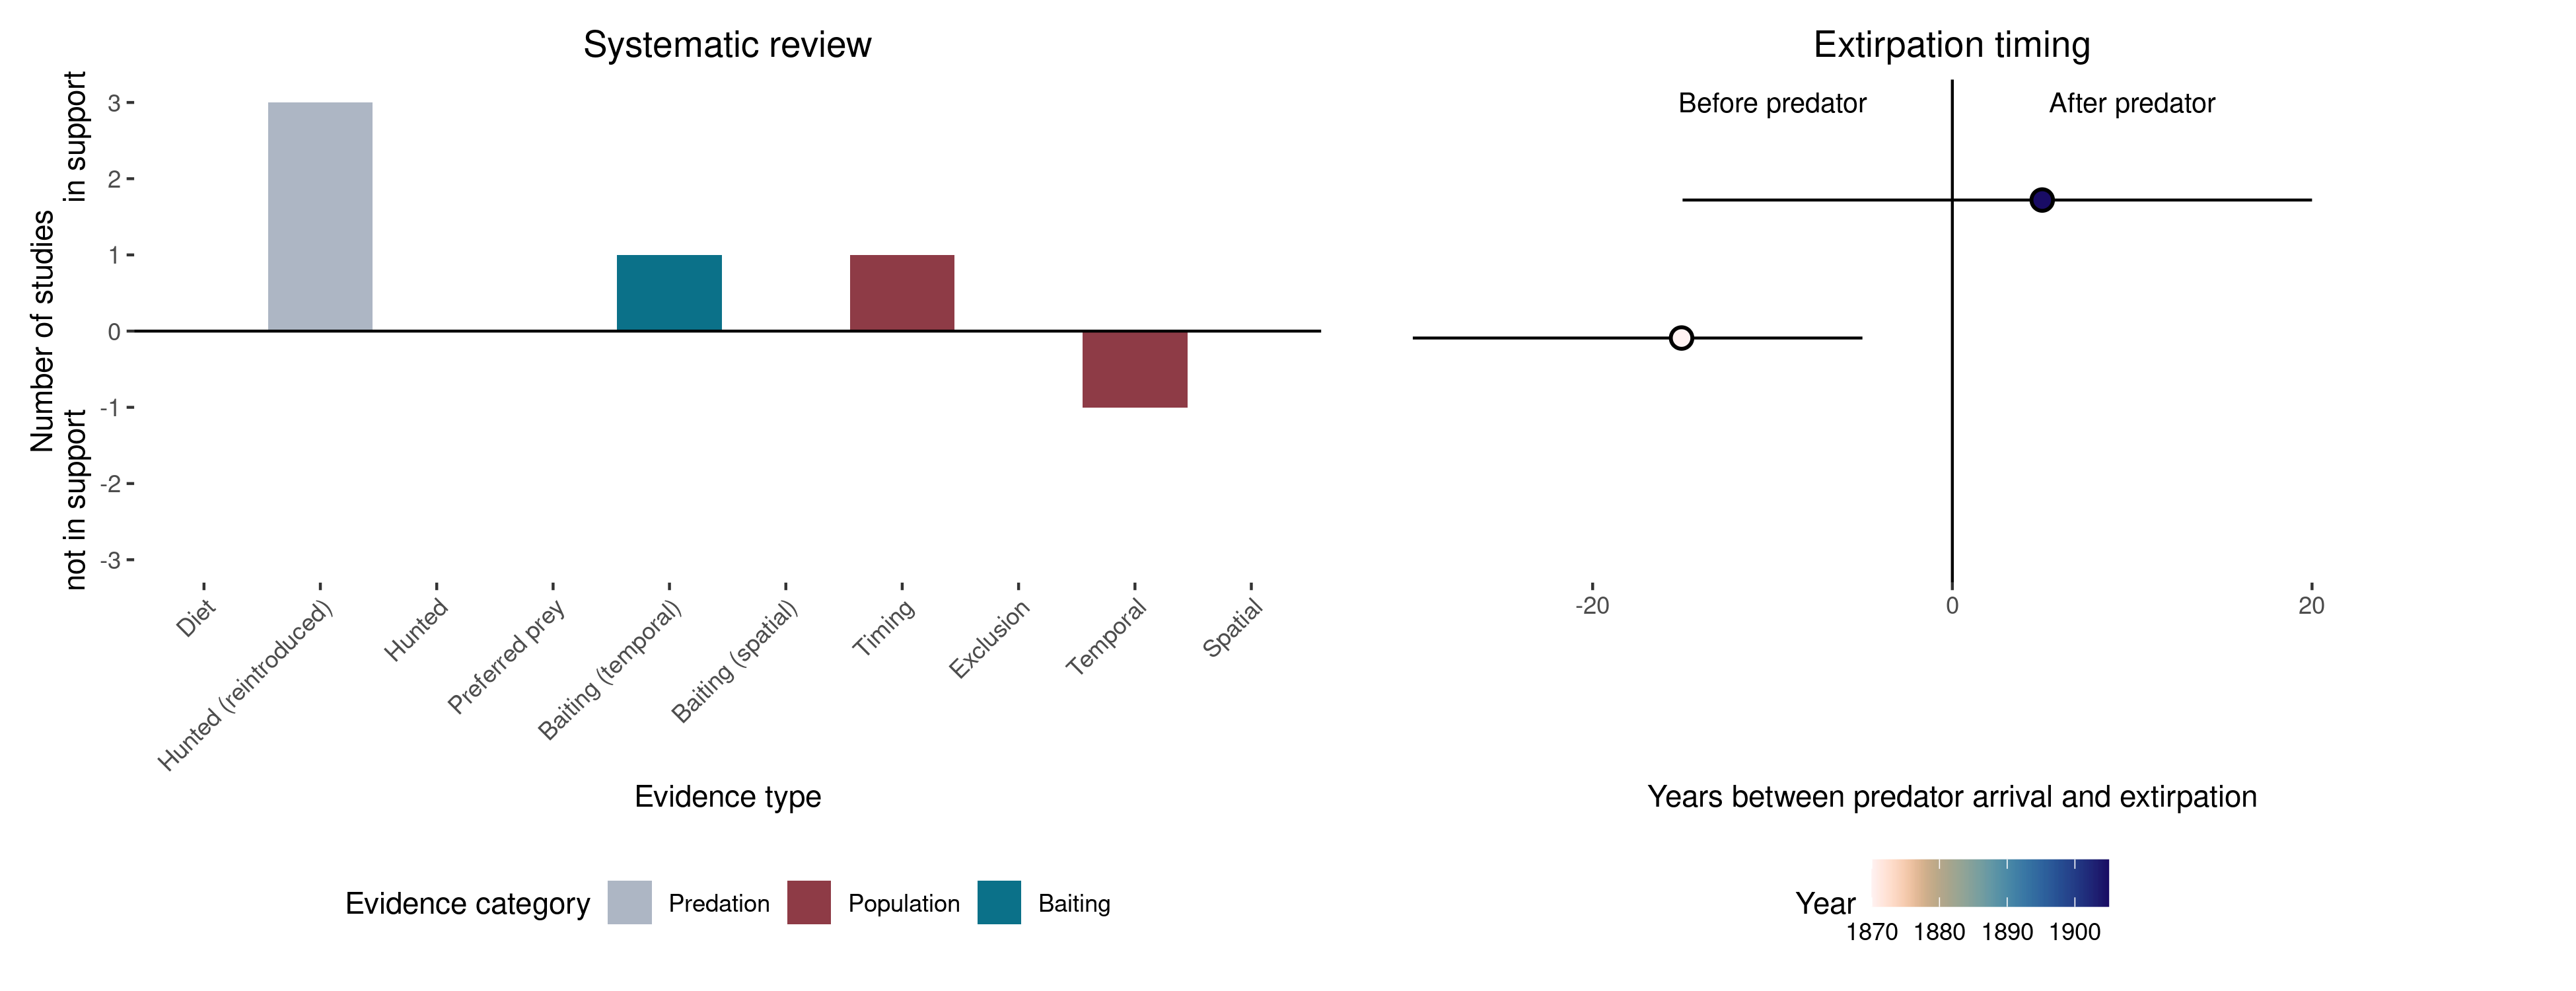 Systematic review
Number of studies
not in support
in support
3
2
1
0
-1
-2
-3
Diet
Hunted (reintroduced)
Hunted
Preferred prey
Baiting (temporal)
Baiting (spatial)
Timing
Exclusion
Temporal
Spatial
Evidence type
Evidence category
Predation
Population
Baiting
Extirpation timing
Before predator
After predator
-20
0
20
Years between predator arrival and extirpation
Year
1870
1880
1890
1900